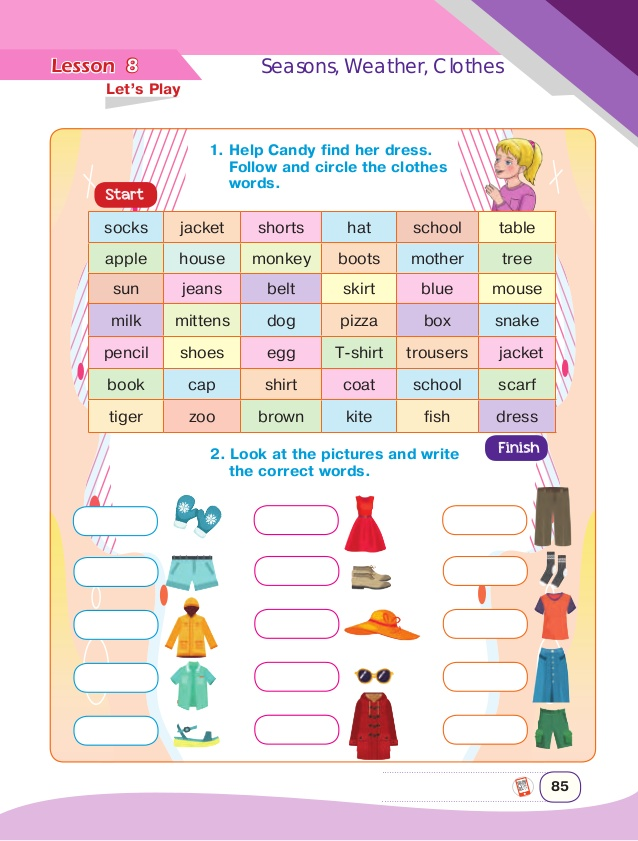 Lesson 8
Seasons, Weather, Clothes
Let's Play
1. Help Candy find her dress.
Follow and circle the clothes
words.
Start
socks jacket shorts hat school table
apple house monkey boots mother tree
sun jeans belt skirt blue mouse
milk mittens dog pizza box snake
pencil shoes egg T-shirt trousers jacket
book cap shirt coat school scarf
tiger zoo brown kite fish dress
Finish
2. Look at the pictures and write
the correct words.
85